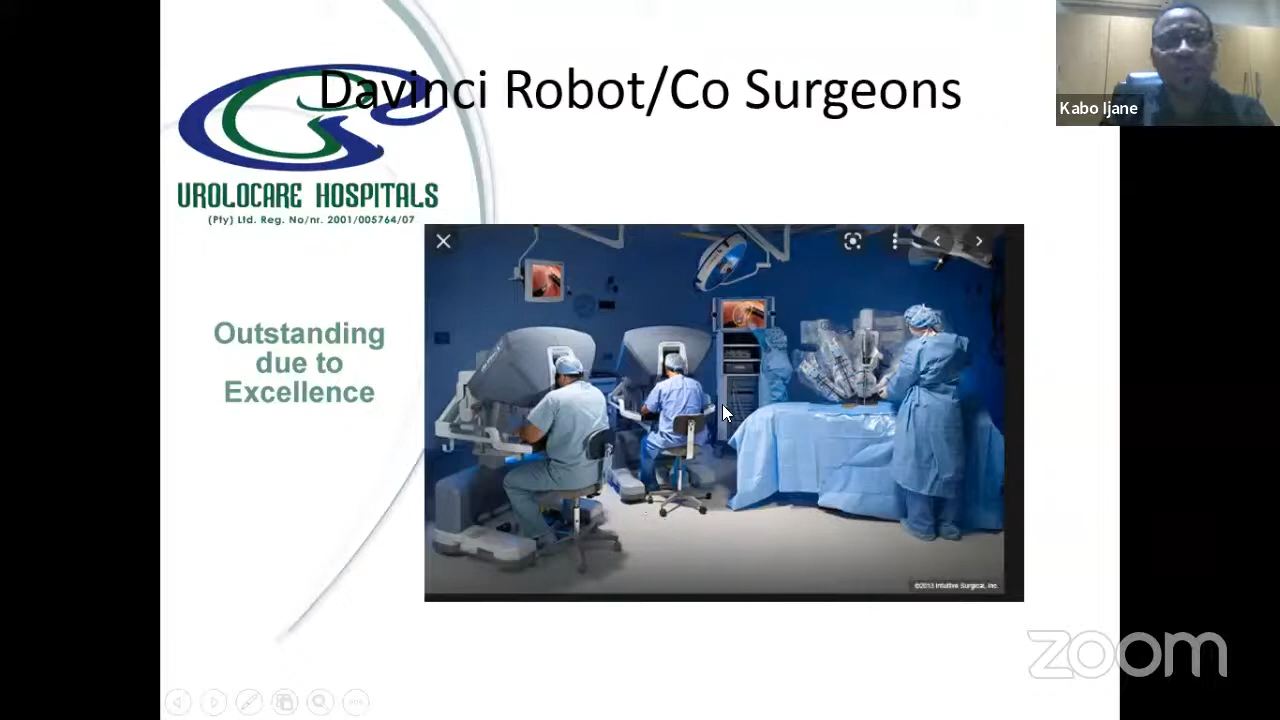 Davinci Robot/Co Surgeons
Kabo Ijane
UROLOCARE HOSPITALS
(Pty) Ltd. Reg. No/nr. 2001/005764/07
Outstanding
due to
Excellence
©2013 Intuitive Surgical, Inc.
zoom